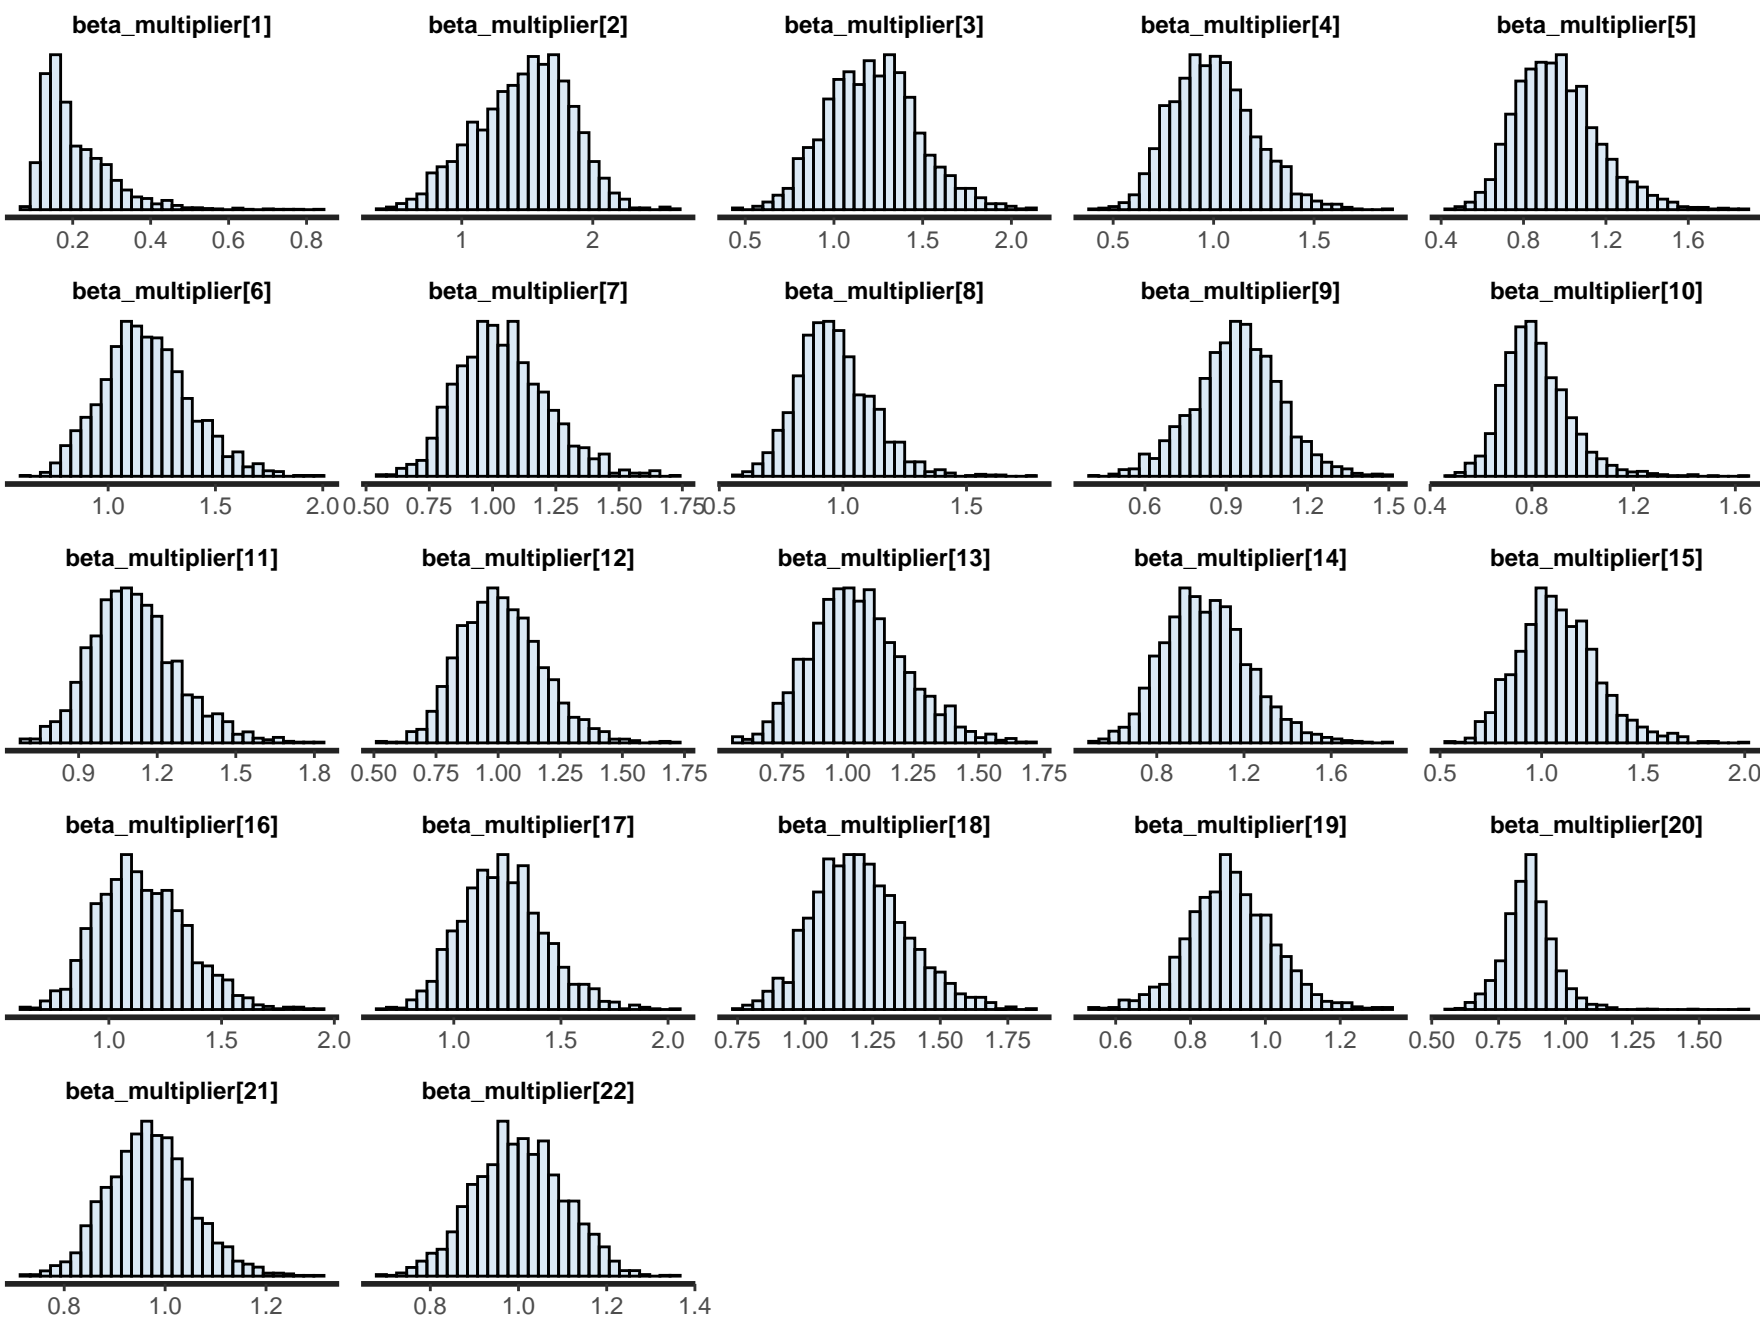 beta_multiplier[1] beta_multiplier[2] beta_multiplier[3] beta_multiplier[4] beta_multiplier[5]
0.2 0.4 0.6 0.8 1 2 0.5 1.0 1.5 2.0 0.5 1.0 1.5 0.4 0.8 1.2 1.6
beta_multiplier[6] beta_multiplier[7] beta_multiplier[8] beta_multiplier[9] beta_multiplier[10]
1.0 1.5 2.0 0.50 0.75 1.00 1.25 1.50 1.75 0.5 1.0 1.5 0.6 0.9 1.2 1.5 0.4 0.8 1.2 1.6
beta_multiplier[11] beta_multiplier[12] beta_multiplier[13] beta_multiplier[14] beta_multiplier[15]
0.9 1.2 1.5 1.8 0.50 0.75 1.00 1.25 1.50 1.75 0.75 1.00 1.25 1.50 1.75 0.8 1.2 1.6 0.5 1.0 1.5 2.0
beta_multiplier[16] beta_multiplier[17] beta_multiplier[18] beta_multiplier[19] beta_multiplier[20]
1.0 1.5 2.0 1.0 1.5 2.0 0.75 1.00 1.25 1.50 1.75 0.6 0.8 1.0 1.2 0.50 0.75 1.00 1.25 1.50
beta_multiplier[21] beta_multiplier[22]
0.8 1.0 1.2 0.8 1.0 1.2 1.4